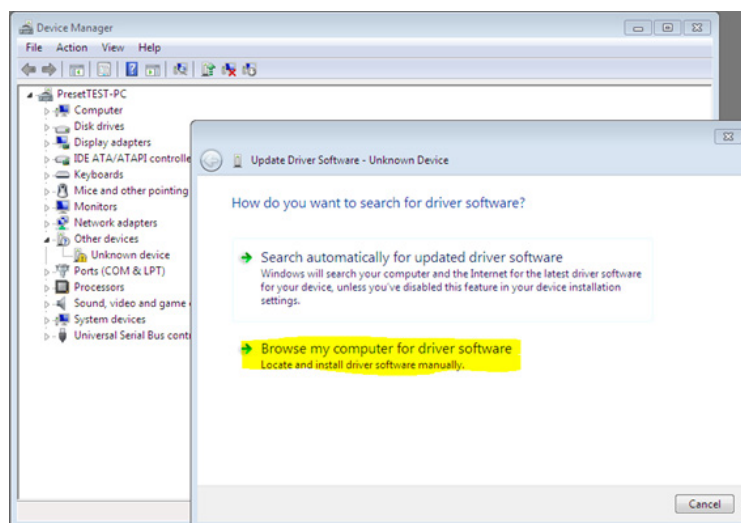 Device Manager
File Action View Help
PresetTEST-PC
Computer
Disk drives
Display adapters
IDE ATA/ATAPI controlle
Keyboards
Mice and other pointing
Monitors
Network adapters
Other devices
Unknown device
Ports (COM & LPT)
Processors
Sound, video and game
System devices
Universal Serial Bus contr
Update Driver Software - Unknown Device
How do you want to search for driver software?
Search automatically for updated driver software
Windows will search your computer and the Internet for the latest driver software
for your device, unless you've disabled this feature in your device installation
settings.
Browse my computer for driver software
Locate and install driver software manually.
Cancel